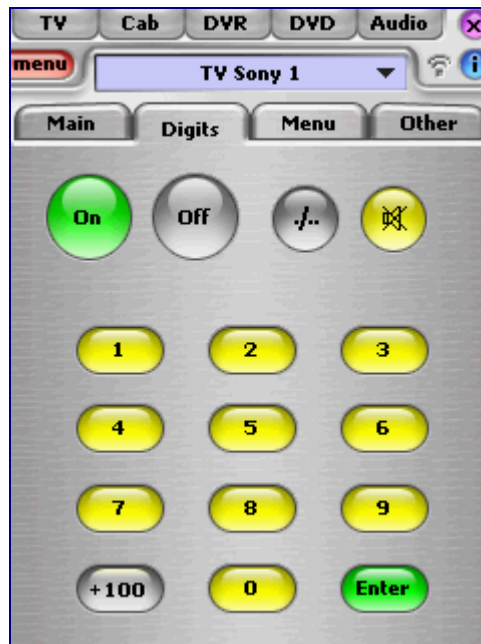 TV Cab DVR DVD Audio x
menu TV Sony 1 i
Main Digits Menu Other
On Off ./..
1 2 3
4 5 6
7 8 9
+100 0 Enter